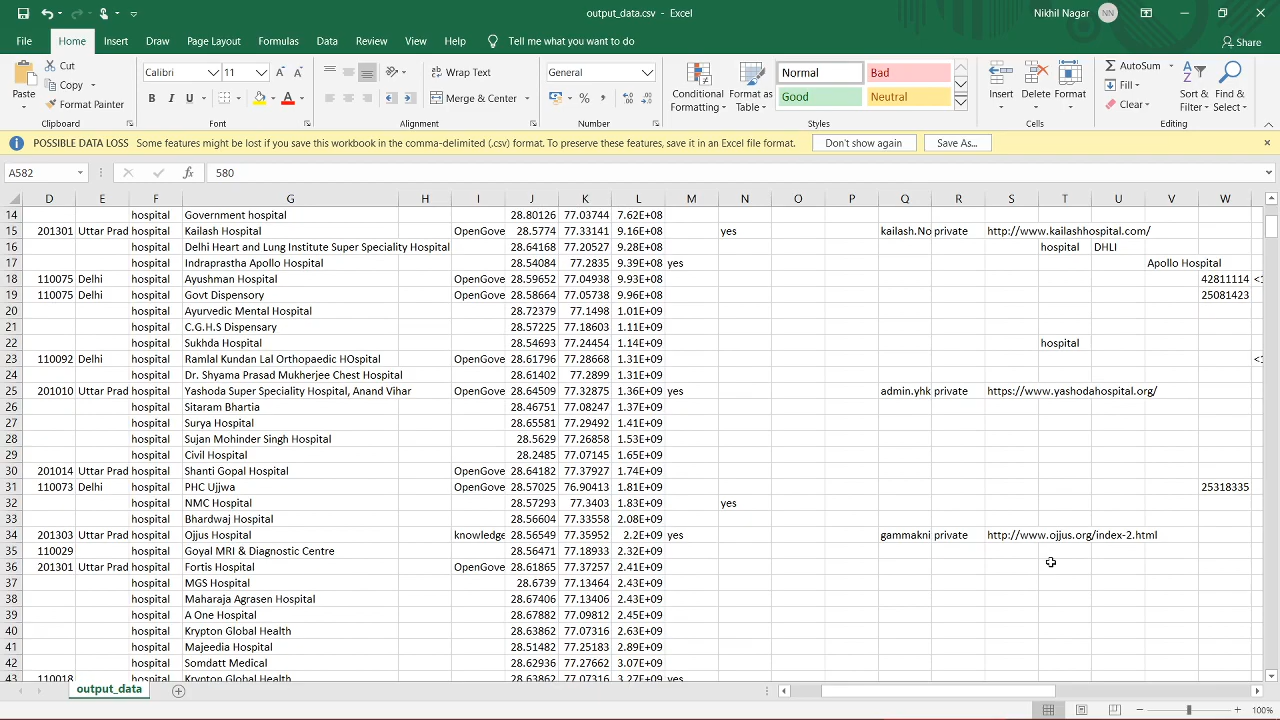 output_data.csv - Excel
Nikhil Nagar NN
File Home Insert Draw Page Layout Formulas Data Review View Help Tell me what you want to do Share
Paste Cut Copy Format Painter Clipboard
Calibri 11 Font
Wrap Text Merge & Center Alignment
General Number
Conditional Formatting Format as Table Normal Bad Good Neutral Styles
Insert Delete Format Cells
AutoSum Fill Clear Sort & Filter Find & Select Editing
POSSIBLE DATA LOSS Some features might be lost if you save this workbook in the comma-delimited (.csv) format. To preserve these features, save it in an Excel file format. Don't show again Save As...
A582 fx 580
D E F G H I J K L M N O P Q R S T U V W
14 hospital Government hospital 28.80126 77.03744 7.62E+08
15 201301 Uttar Prad hospital Kailash Hospital OpenGove 28.5774 77.33141 9.16E+08 yes kailash.No private http://www.kailashhospital.com/
16 hospital Delhi Heart and Lung Institute Super Speciality Hospital 28.64168 77.20527 9.28E+08 hospital DHLI
17 hospital Indraprastha Apollo Hospital 28.54084 77.2835 9.39E+08 yes Apollo Hospital
18 110075 Delhi hospital Ayushman Hospital OpenGove 28.59652 77.04938 9.38E+08 42811114
19 110075 Delhi hospital Govt Dispensory OpenGove 28.58664 77.05738 9.96E+08 25081423
20 hospital Ayurvedic Mental Hospital 28.72379 77.1498 1.01E+09
21 hospital C.G.H.S Dispensary 28.57225 77.18603 1.11E+09
22 hospital Sukhda Hospital 28.54693 77.24454 1.14E+09 hospital
23 110092 Delhi hospital Ramlal Kundan Lal Orthopaedic HOspital OpenGove 28.61796 77.28668 1.31E+09
24 hospital Dr. Shyama Prasad Mukherjee Chest Hospital 28.61402 77.2899 1.31E+09
25 201010 Uttar Prad hospital Yashoda Super Speciality Hospital, Anand Vihar OpenGove 28.64509 77.32875 1.36E+09 yes admin.yhk private https://www.yashodahospital.org/
26 hospital Sitaram Bhartia 28.46751 77.08247 1.37E+09
27 hospital Surya Hospital 28.65581 77.29492 1.41E+09
28 hospital Sujan Mohinder Singh Hospital 28.5629 77.26858 1.53E+09
29 hospital Civil Hospital 28.2485 77.07145 1.65E+09
30 201014 Uttar Prad hospital Shanti Gopal Hospital OpenGove 28.64182 77.37927 1.74E+09
31 110073 Delhi hospital PHC Ujjwa OpenGove 28.57025 76.90413 1.81E+09 25318335
32 hospital NMC Hospital 28.57293 77.3403 1.83E+09 yes
33 hospital Bhardwaj Hospital 28.56604 77.33558 2.08E+09
34 201303 Uttar Prad hospital Ojjus Hospital knowledge 28.56549 77.35952 2.2E+09 yes gammakni private http://www.ojjus.org/index-2.html
35 110029 hospital Goyal MRI & Diagnostic Centre 28.56471 77.18933 2.32E+09
36 201301 Uttar Prad hospital Fortis Hospital OpenGove 28.61865 77.37257 2.41E+09
37 hospital MGS Hospital 28.6739 77.13464 2.43E+09
38 hospital Maharaja Agrasen Hospital 28.67406 77.13406 2.43E+09
39 hospital A One Hospital 28.67882 77.09812 2.45E+09
40 hospital Krypton Global Health 28.63862 77.07316 2.63E+09
41 hospital Majeedia Hospital 28.51482 77.25183 2.89E+09
42 hospital Somdatt Medical 28.62936 77.27662 3.07E+09
43 110018 hospital Krypton Global Health 28.63862 77.07316 3.27E+09 yes
output_data
100%